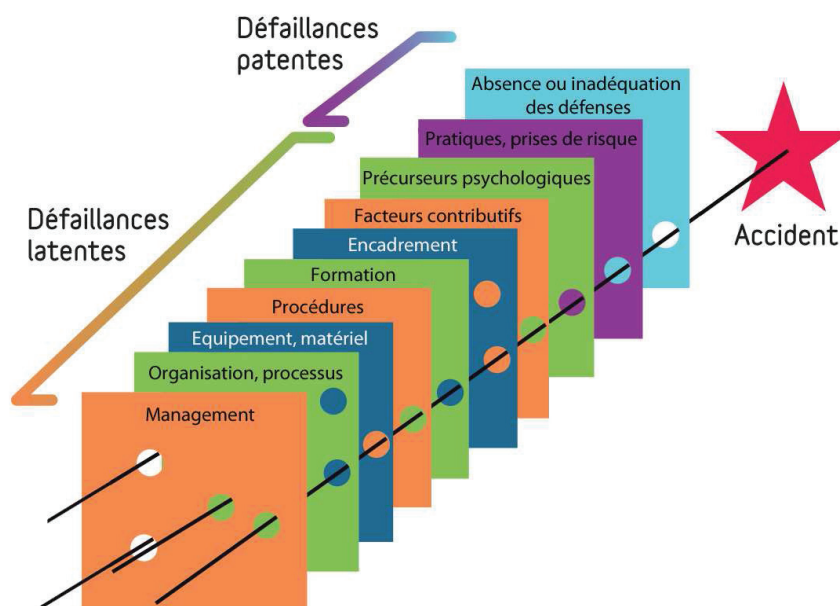 Défaillances
patentes
Absence ou inadéquation
des défenses
Pratiques, prises de risque
Précurseurs psychologiques
Facteurs contributifs
Défaillances
latentes
Accident
Encadrement
Formation
Procédures
Equipement, matériel
Organisation, processus
Management